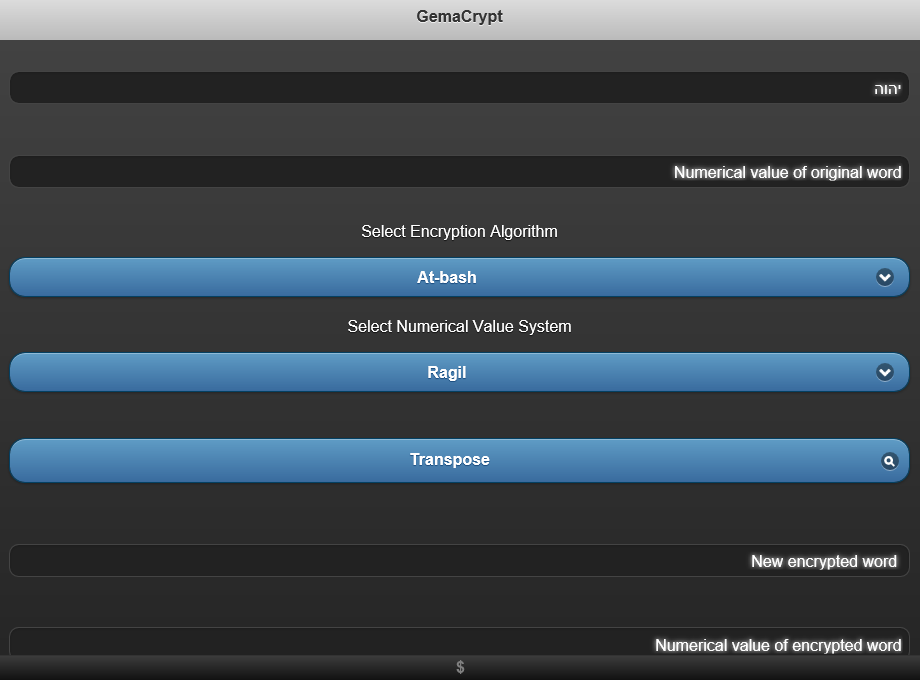 GemaCrypt
יהוה
Numerical value of original word
Select Encryption Algorithm
At-bash
Select Numerical Value System
Ragil
Transpose
New encrypted word
Numerical value of encrypted word
$